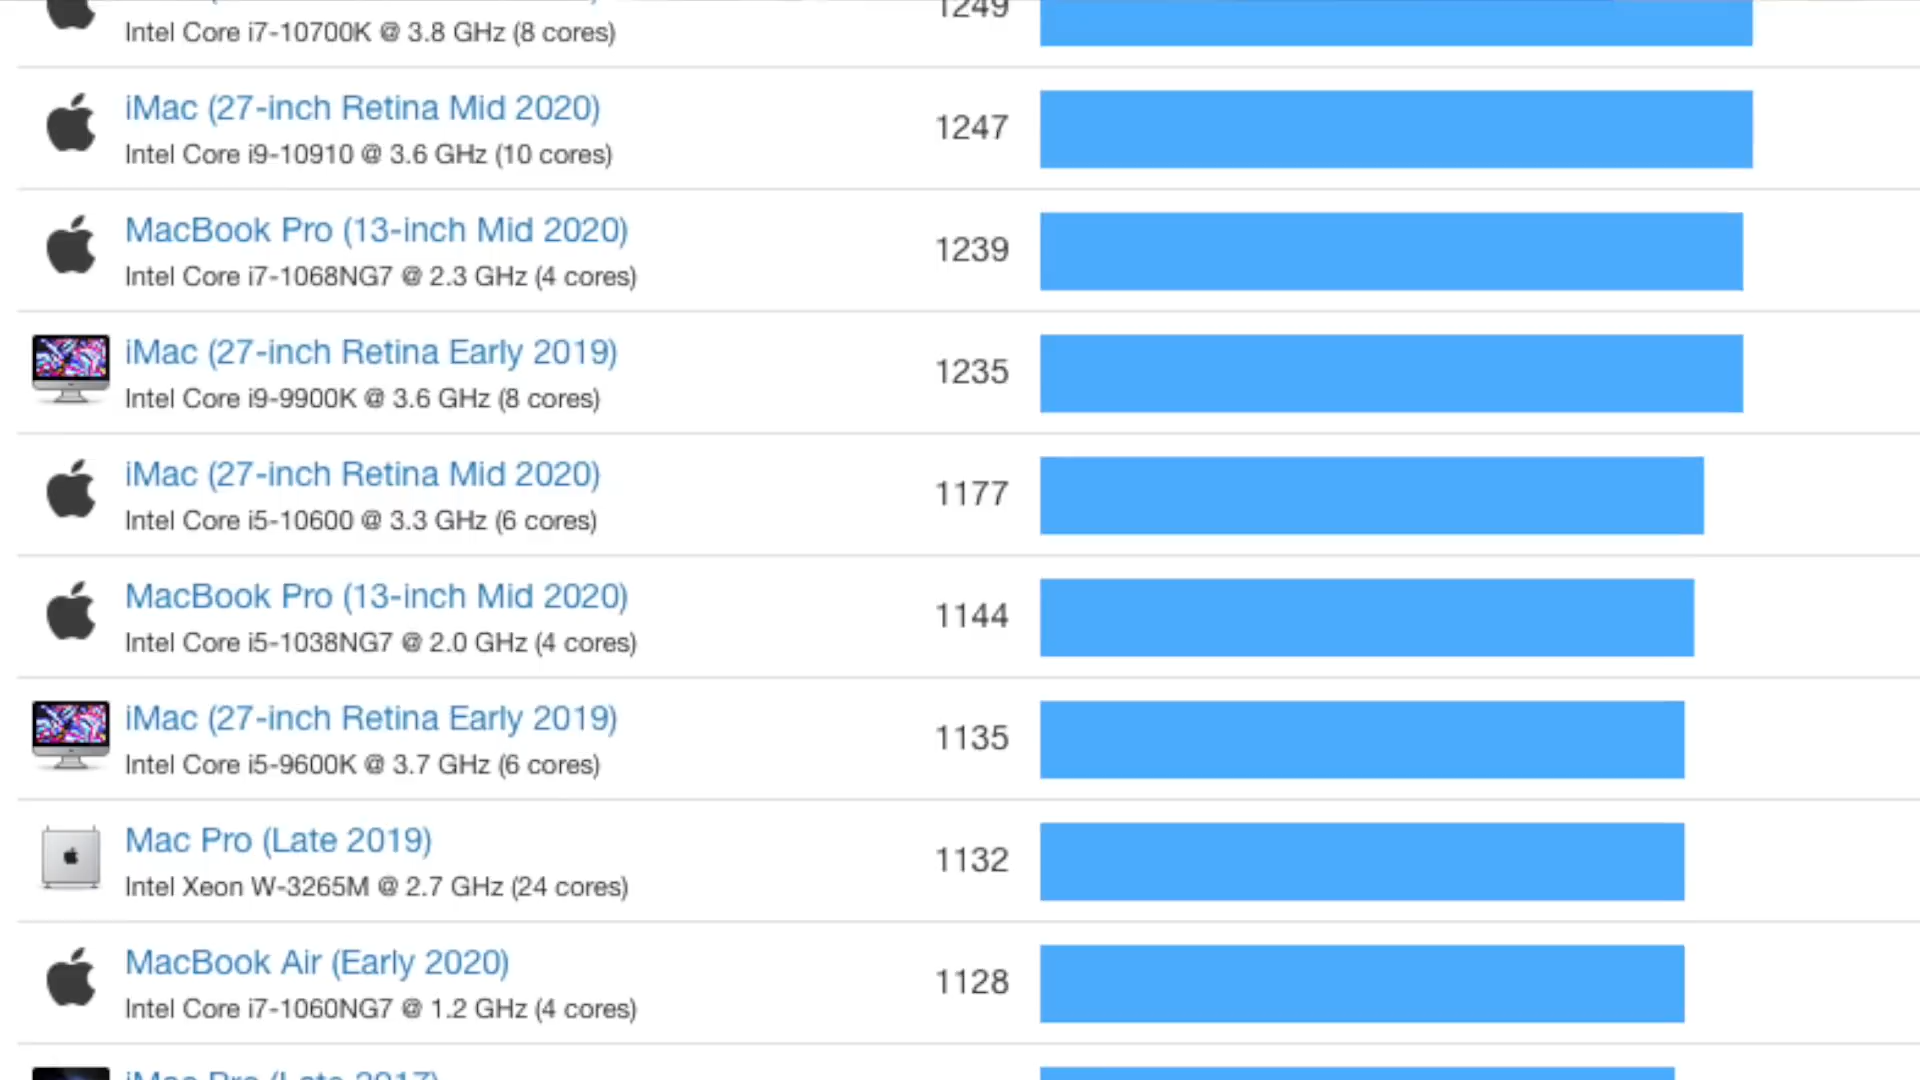 1249
Intel Core i7-10700K @ 3.8 GHz (8 cores)
iMac (27-inch Retina Mid 2020)
1247
Intel Core i9-10910 @ 3.6 GHz (10 cores)
MacBook Pro (13-inch Mid 2020)
1239
Intel Core i7-1068NG7 @ 2.3 GHz (4 cores)
iMac (27-inch Retina Early 2019)
1235
Intel Core i9-9900K @ 3.6 GHz (8 cores)
iMac (27-inch Retina Mid 2020)
1177
Intel Core i5-10600 @ 3.3 GHz (6 cores)
MacBook Pro (13-inch Mid 2020)
1144
Intel Core i5-1038NG7 @ 2.0 GHz (4 cores)
iMac (27-inch Retina Early 2019)
1135
Intel Core i5-9600K @ 3.7 GHz (6 cores)
Mac Pro (Late 2019)
1132
Intel Xeon W-3265M @ 2.7 GHz (24 cores)
MacBook Air (Early 2020)
1128
Intel Core i7-1060NG7 @ 1.2 GHz (4 cores)
iMac Pro (Late 2017)